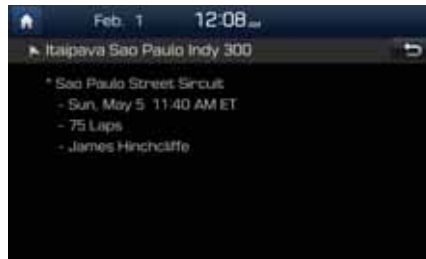 Feb. 1 12:08 AM
Itaipava Sao Paulo Indy 300
* Sao Paulo Street Sircuit
- Sun, May 5 11:40 AM ET
- 75 Laps
- James Hinchcliffe